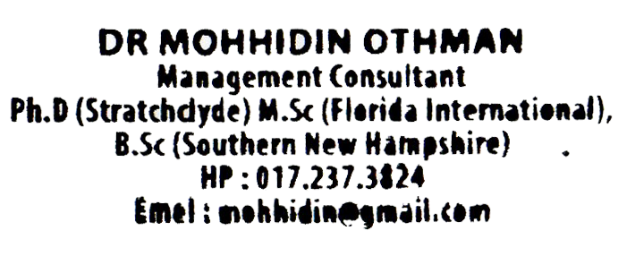 DR MOHHIDIN OTHMAN
Management Consultant
Ph.D (Stratchclyde) M.Sc (Florida International),
B.Sc (Southern New Hampshire)
HP : 017.237.3824
Emel : mohhidin@gmail.com